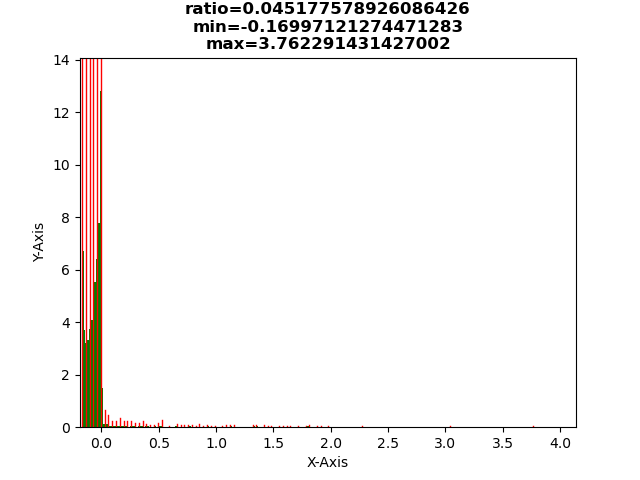 ratio=0.045177578926086426
min=-0.16997121274471283
max=3.762291431427002
14
12
10
8
6
4
2
0
Y-Axis
0.0 0.5 1.0 1.5 2.0 2.5 3.0 3.5 4.0
X-Axis